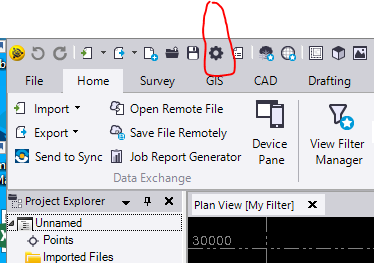 File Home Survey GIS CAD Drafting
Import Open Remote File
Export Save File Remotely Device View Filter
Send to Sync Job Report Generator Pane Manager
Data Exchange
Project Explorer Plan View [My Filter]
Unnamed
Points 30000
Imported Files